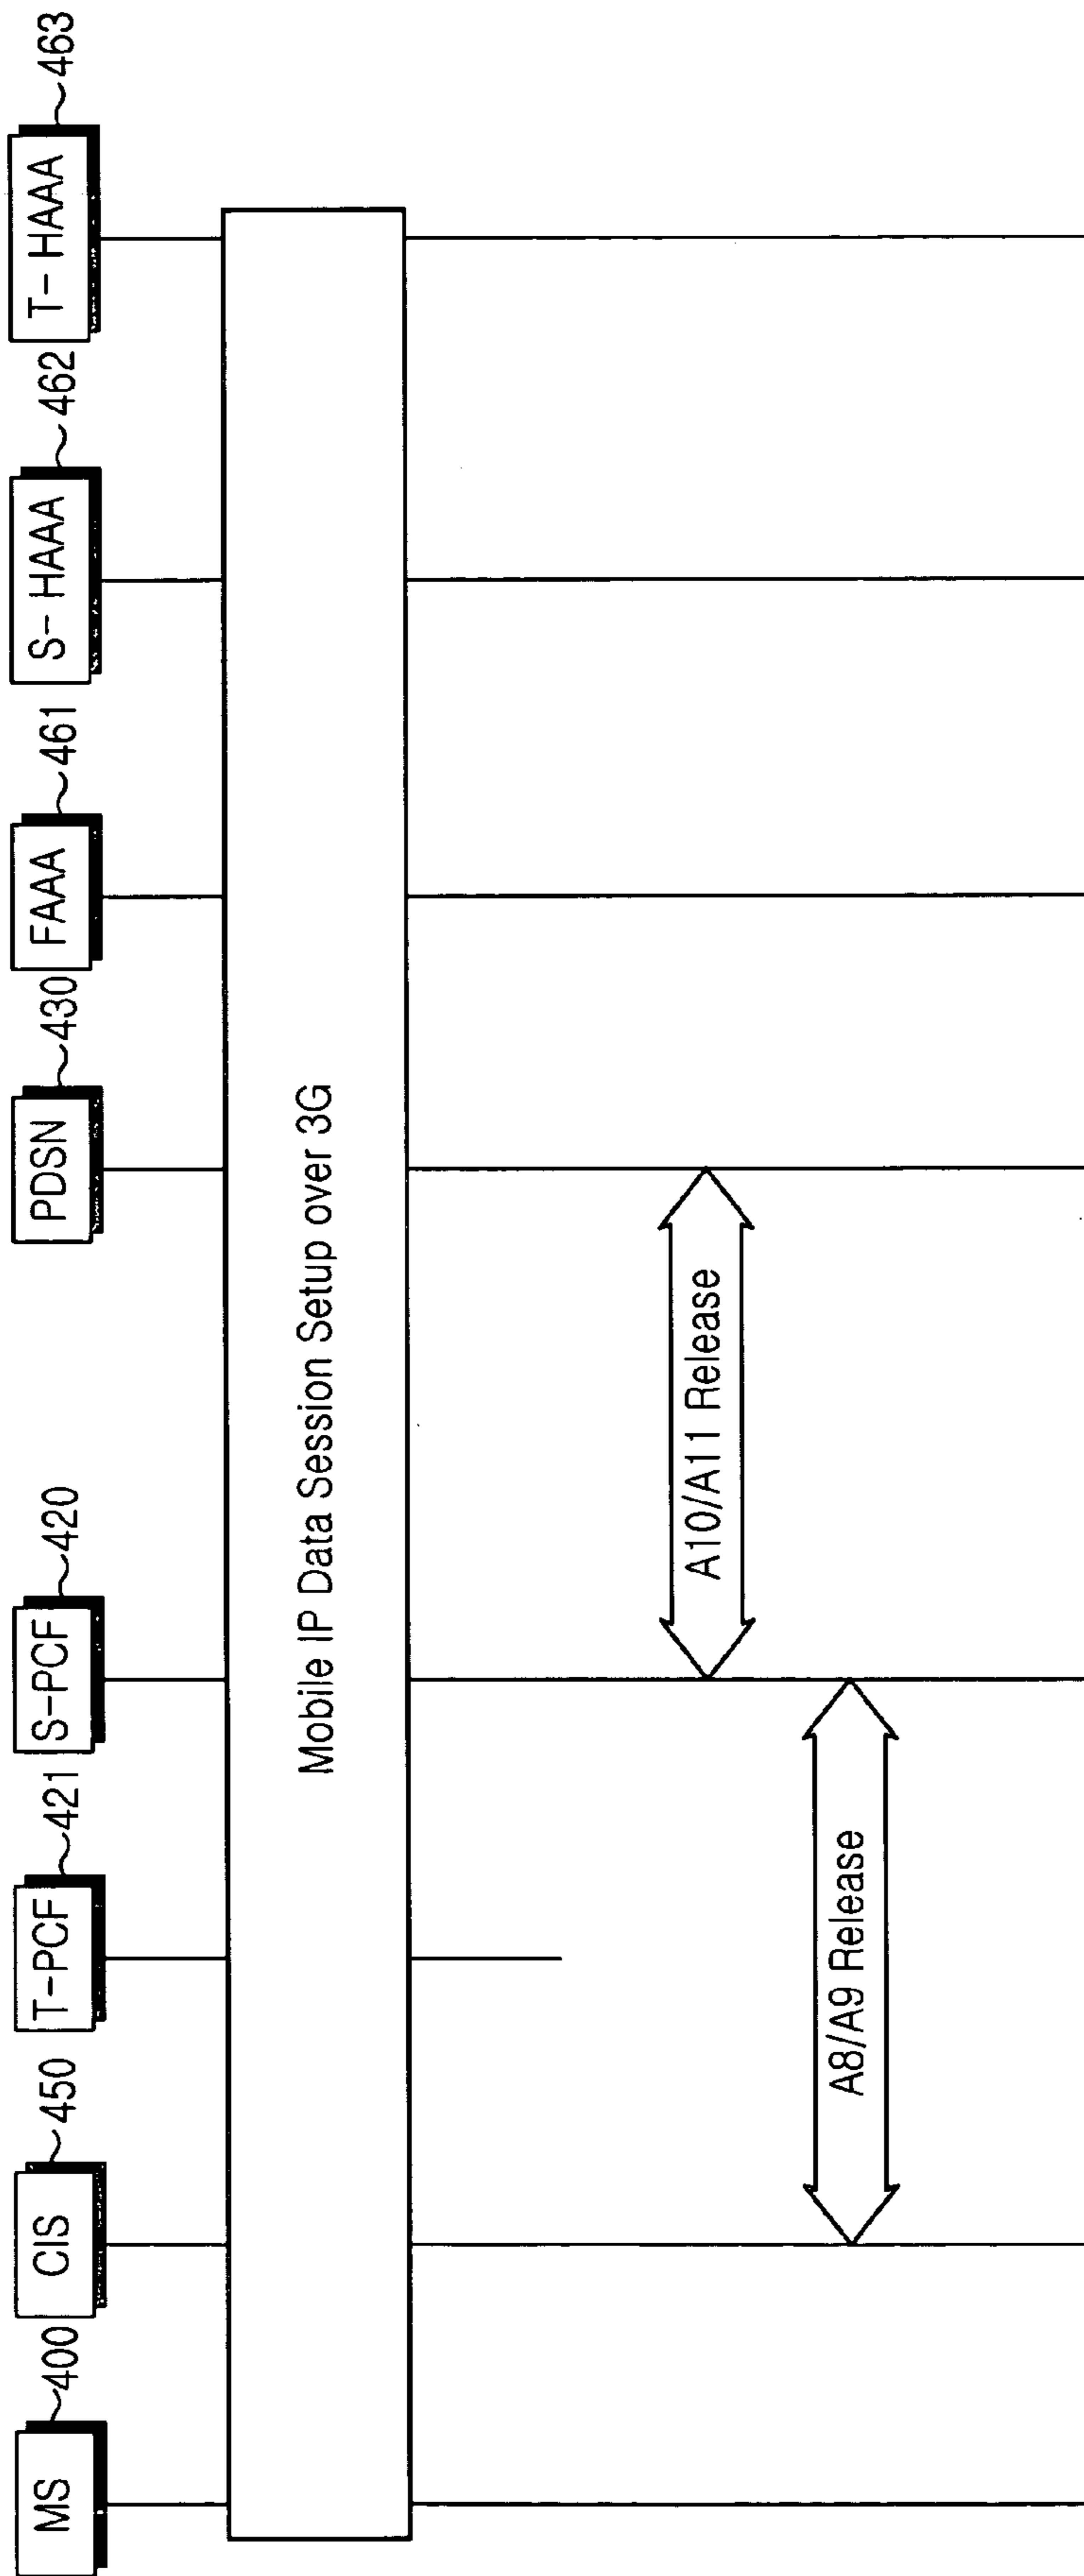 MS ~400
CIS ~450
T-PCF ~421
S-PCF ~420
PDSN ~430
FAAA ~461
S-HAAA ~462
T-HAAA ~463
Mobile IP Data Session Setup over 3G
A10/A11 Release
A8/A9 Release